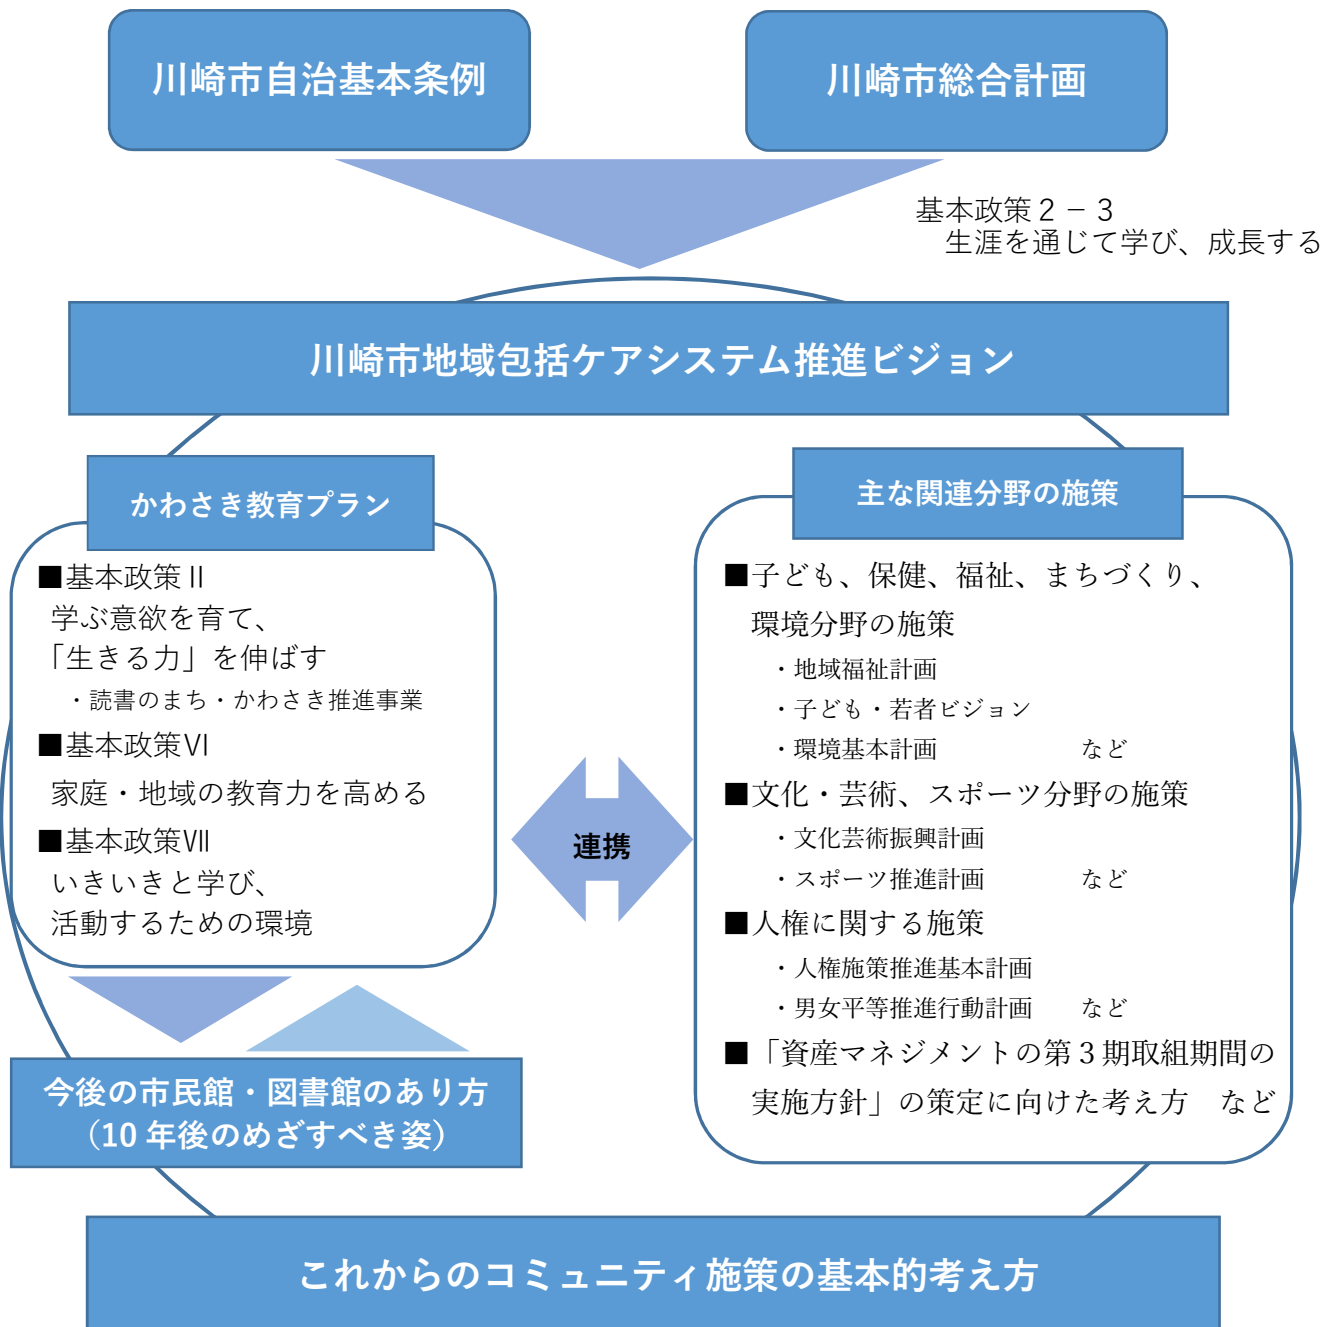 川崎市自治基本条例
川崎市総合計画
基本政策２－３
生涯を通じて学び、成長する
川崎市地域包括ケアシステム推進ビジョン
かわさき教育プラン
■基本政策Ⅱ
学ぶ意欲を育て、
「生きる力」を伸ばす
・読書のまち・かわさき推進事業
■基本政策Ⅵ
家庭・地域の教育力を高める
■基本政策Ⅶ
いきいきと学び、
活動するための環境
連携
主な関連分野の施策
■子ども、保健、福祉、まちづくり、
環境分野の施策
・地域福祉計画
・子ども・若者ビジョン
・環境基本計画　　　など
■文化・芸術、スポーツ分野の施策
・文化芸術振興計画
・スポーツ推進計画　　　など
■人権に関する施策
・人権施策推進基本計画
・男女平等推進行動計画　　など
■「資産マネジメントの第３期取組期間の
実施方針」の策定に向けた考え方　など
今後の市民館・図書館のあり方
（10 年後のめざすべき姿）
これからのコミュニティ施策の基本的考え方